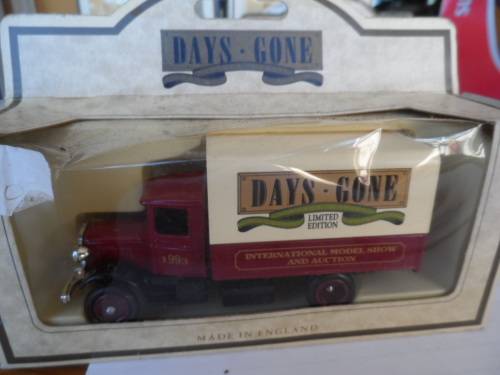 DAYS · GONE
DAYS · GONE
LIMITED
EDITION
INTERNATIONAL MODEL SHOW
AND AUCTION
1993
MADE IN ENGLAND